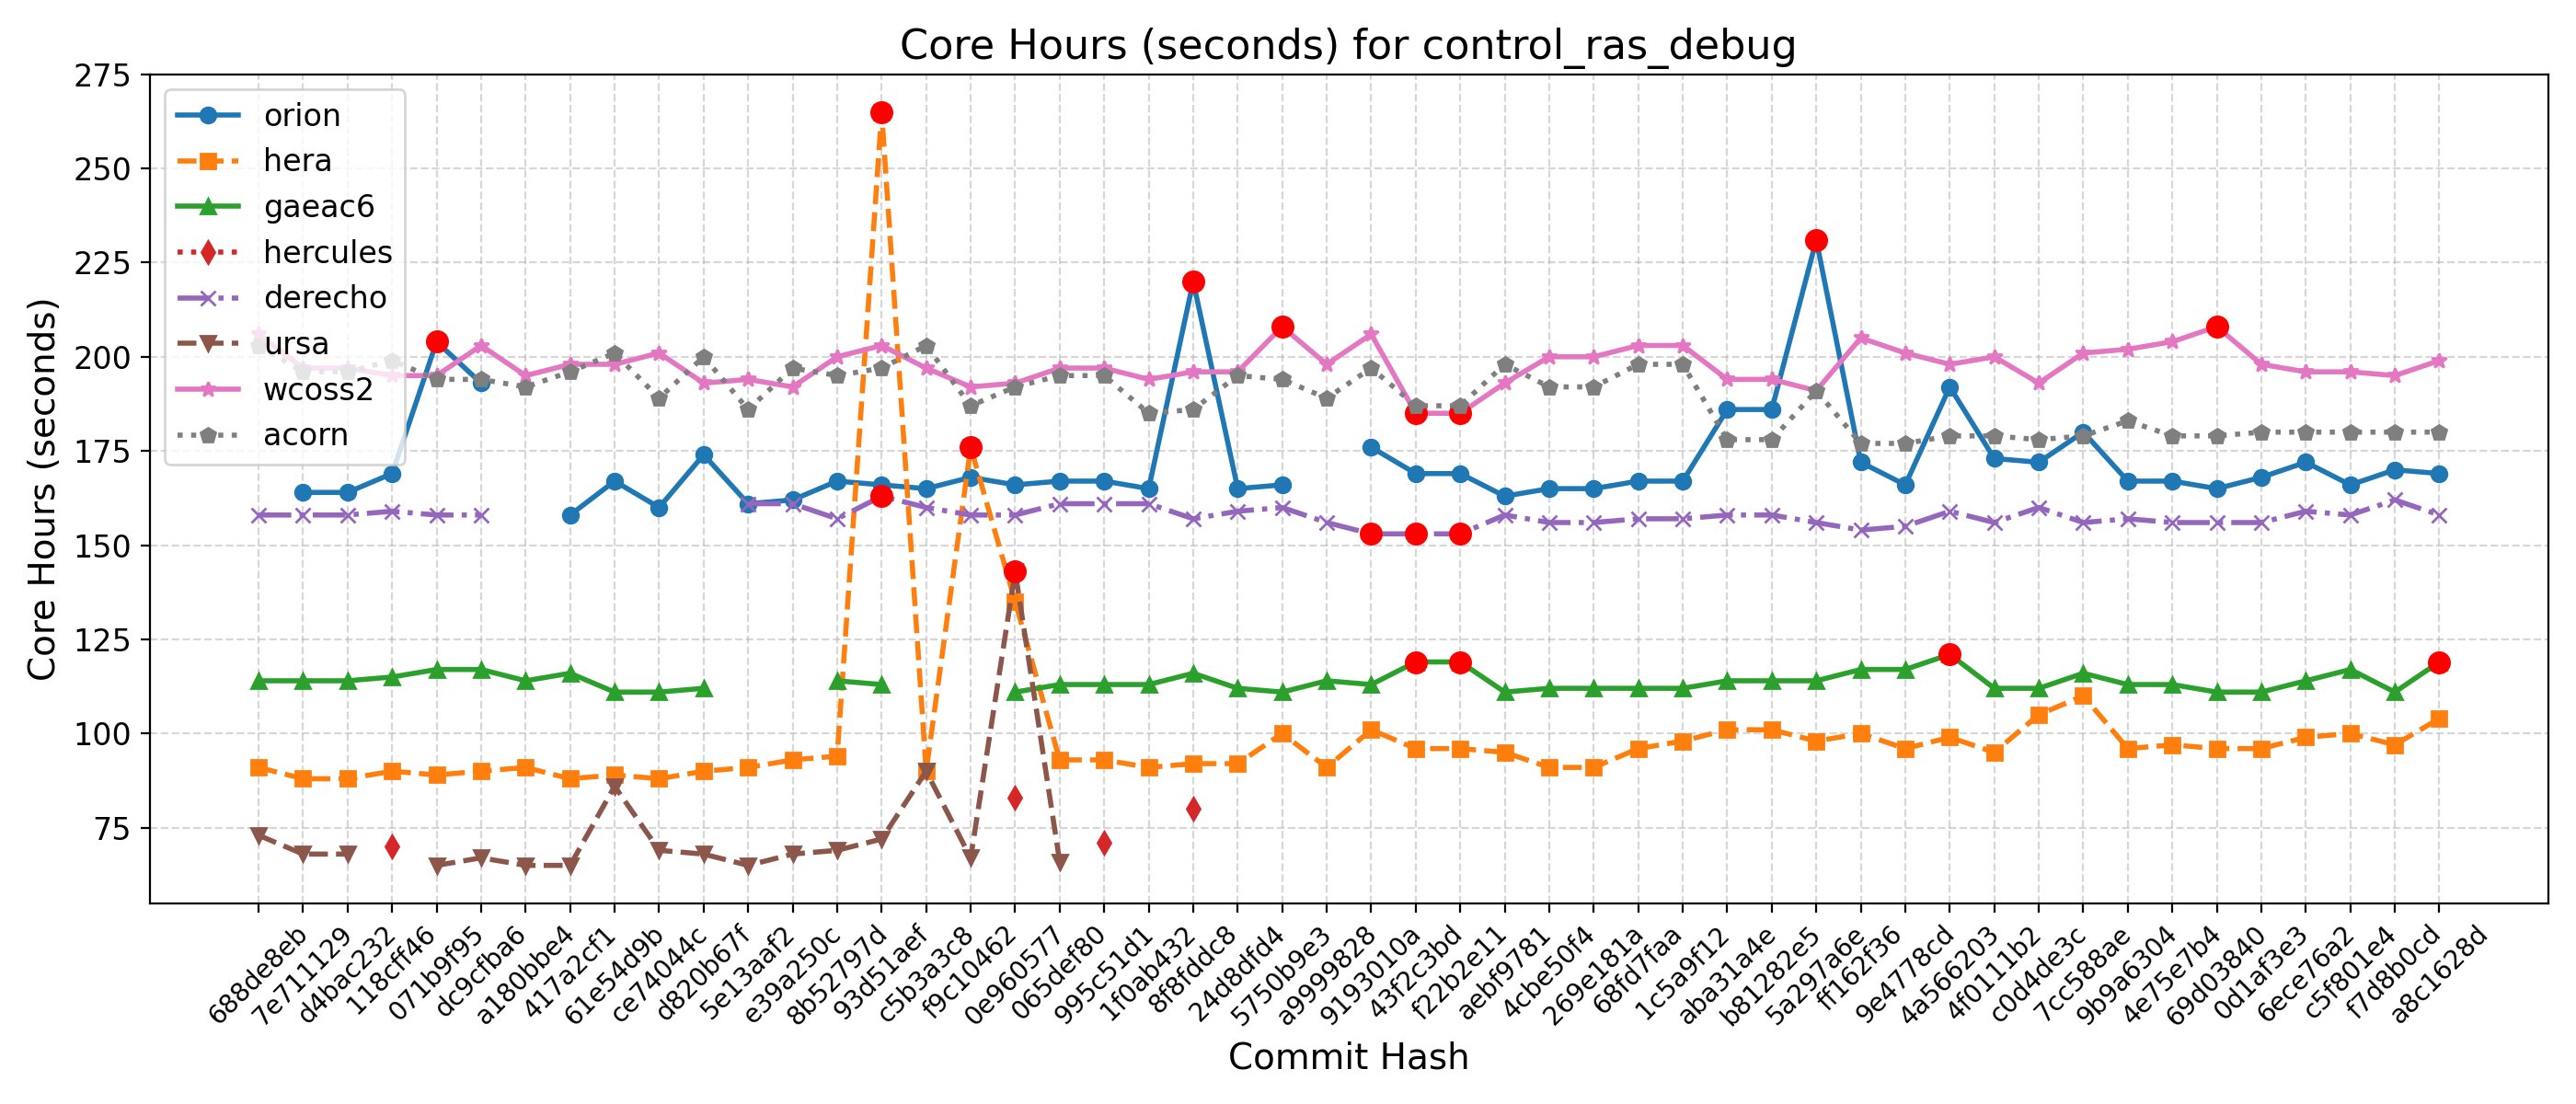 Core Hours (seconds) for control_ras_debug
Core Hours (seconds)
275
250
225
200
175
150
125
100
75
orion
hera
gaeac6
hercules
derecho
ursa
wcoss2
acorn
688de8eb
7e711129
d4bac232
118cff46
071b9f95
dc9cfba6
a180bbe4
417a2cf1
61e54d9b
ce74044c
d820b67f
5e13aaf2
e39a250c
8b52797d
93d51aef
c5b3a3c8
f9c10462
0e960577
065def80
995c51d1
1f0ab432
8f8fddc8
24d8dfd4
5750b9e3
a9999828
9193010a
43f2c3bd
f22b2e11
aebf9781
4cbe50f4
269e181a
68fd7faa
1c5a9f12
aba31a4e
b81282e5
5a297a6e
ff162f36
9e4778cd
4a566203
4f0111b2
c0d4de3c
7cc588ae
9b9a6304
4e75e7b4
69d03840
0d1af3e3
6ece76a2
c5f801e4
f7d8b0cd
a8c1628d
Commit Hash